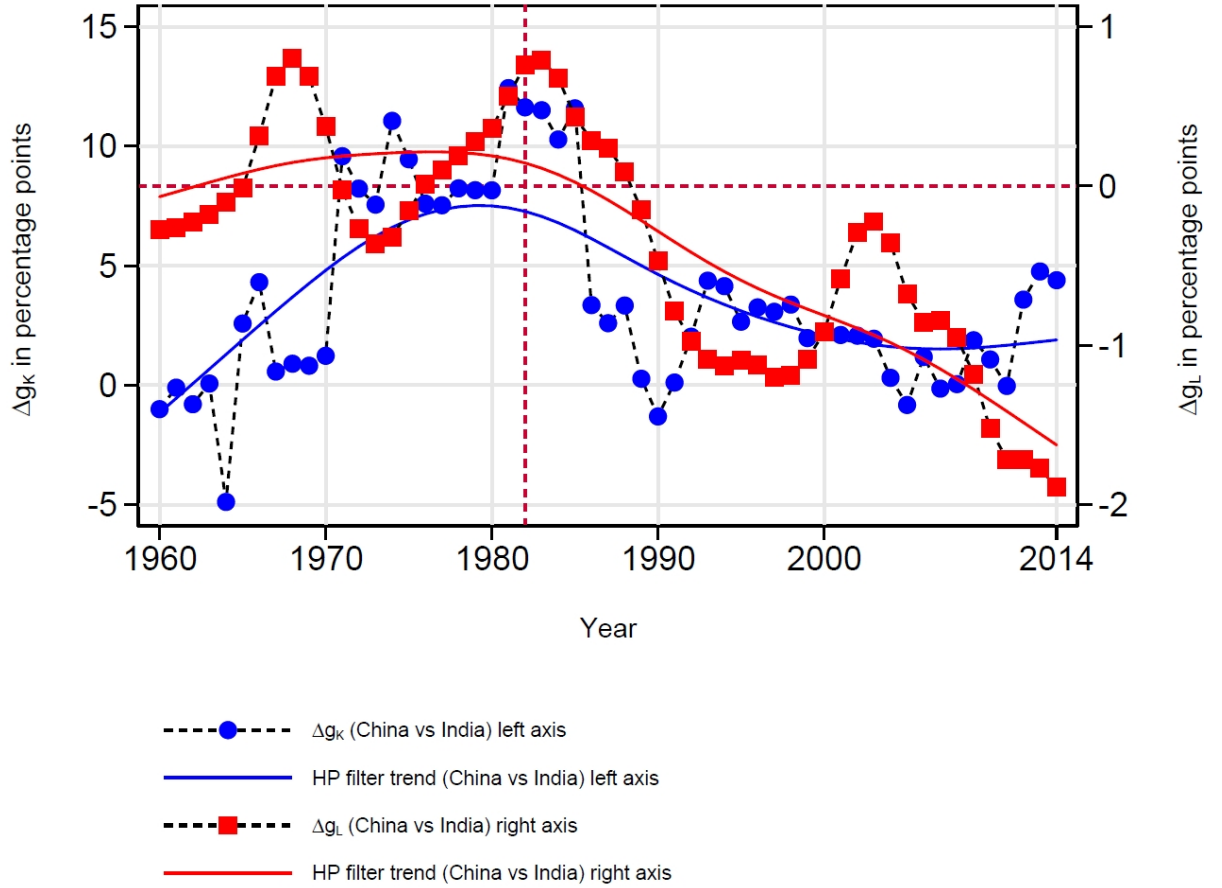 15
10
5
0
-5
1
0
-1
-2
ΔgK in percentage points
ΔgL in percentage points
1960 1970 1980 1990 2000 2014
Year
ΔgK (China vs India) left axis
HP filter trend (China vs India) left axis
ΔgL (China vs India) right axis
HP filter trend (China vs India) right axis